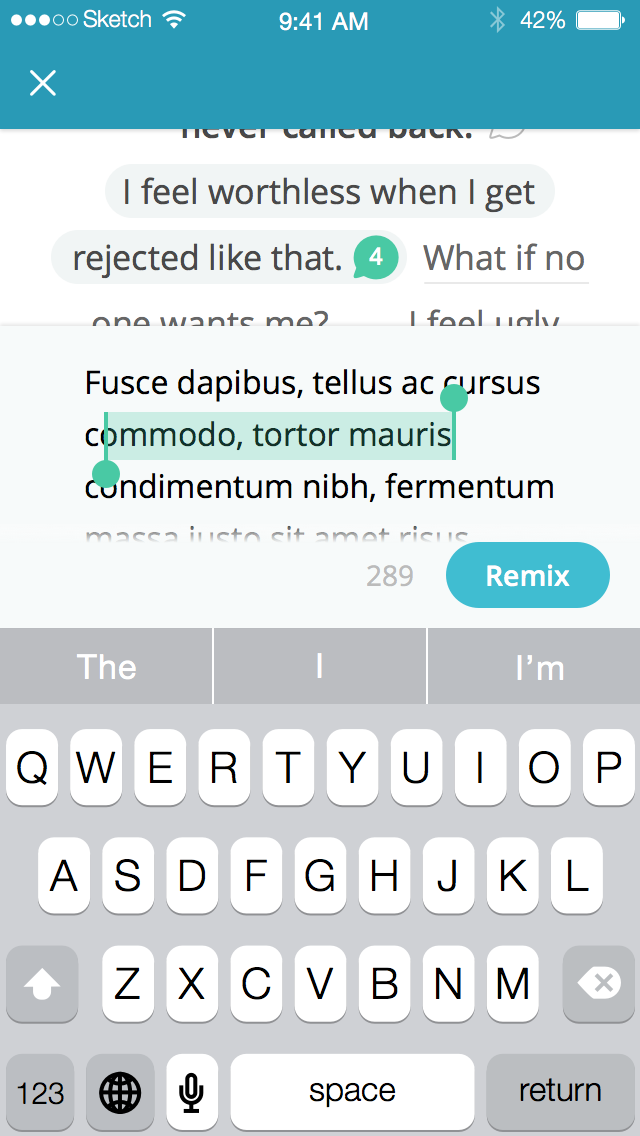 Sketch 9:41 AM 42%
never called back.
I feel worthless when I get
rejected like that. 4 What if no
one wants me? I feel ugly
Fusce dapibus, tellus ac cursus
commodo, tortor mauris
condimentum nibh, fermentum
massa justo sit amet risus
289 Remix
The I I'm
Q W E R T Y U I O P
A S D F G H J K L
Z X C V B N M
123 space return